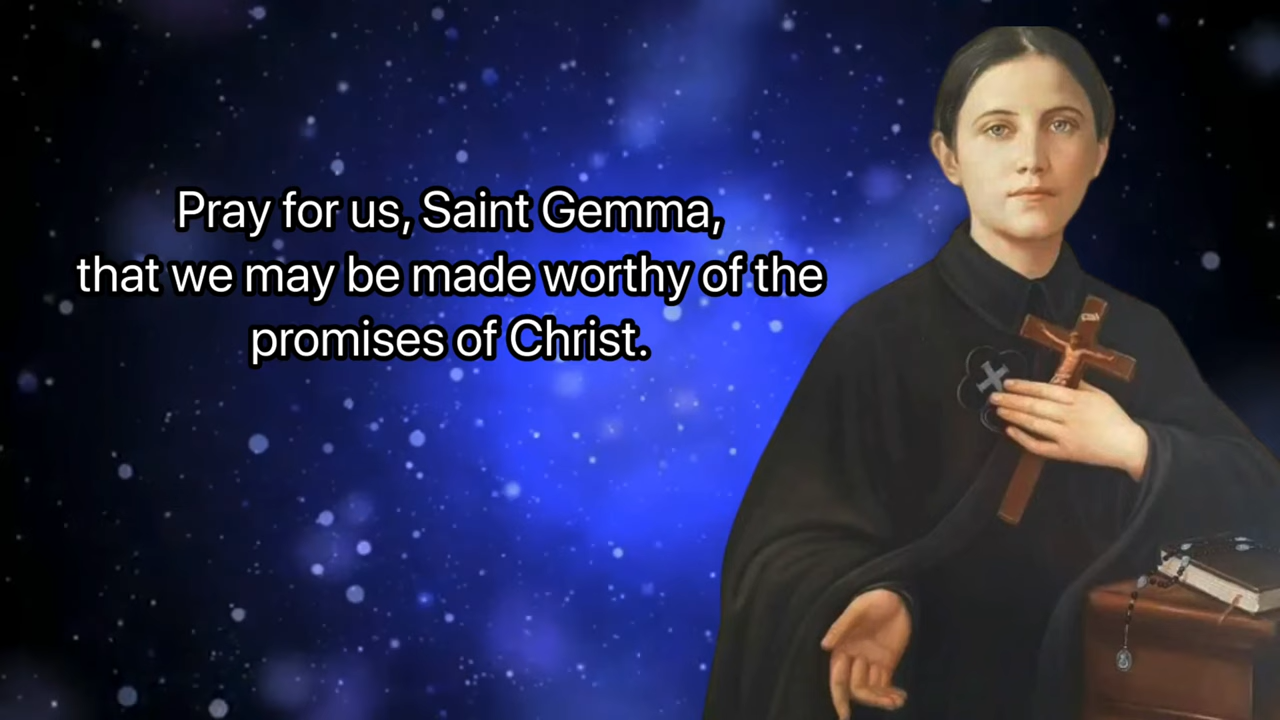 Pray for us, Saint Gemma,
that we may be made worthy of the
promises of Christ.